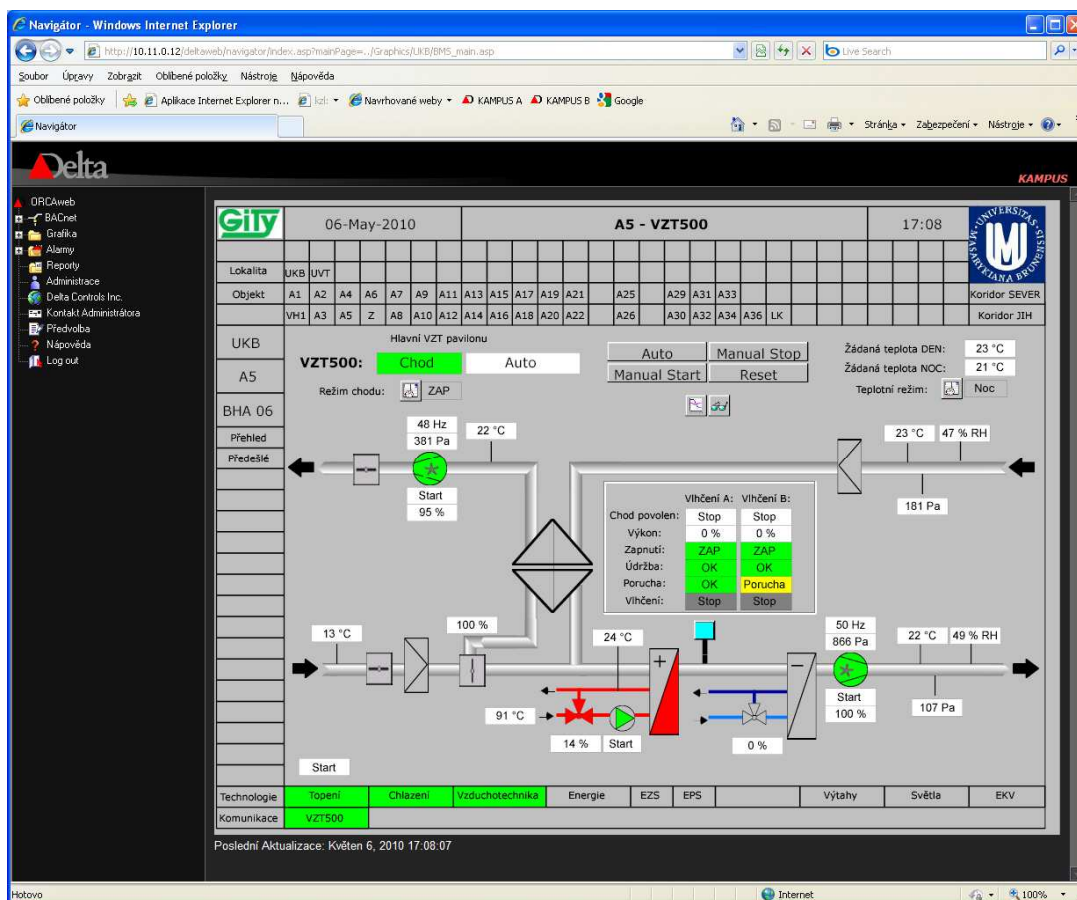 Navigátor - Windows Internet Explorer
http://10.11.0.12/deltaweb/navigator/index.asp?mainPage=../Graphics/UKB/BMS_main.asp
Live Search
Soubor Úpravy Zobrazit Oblíbené položky Nástroje Nápověda
Oblíbené položky Aplikace Internet Explorer n... kzl: Navrhované weby KAMPUS A KAMPUS B Google
Navigátor
Stránka Zabezpečení Nástroje
Delta
KAMPUS
ORCAweb
BACnet
Grafika
Alarmy
Reporty
Administrace
Delta Controls Inc.
Kontakt Administrátora
Předvolba
Nápověda
Log out
GiTy 06-May-2010 A5 - VZT500 17:08
UNIVERSITAS MASARYKIANA BRUNENSIS
Lokalita UKB UVT
Objekt A1 A2 A4 A6 A7 A9 A11 A13 A15 A17 A19 A21 A25 A29 A31 A33 Koridor SEVER
VH1 A3 A5 Z A8 A10 A12 A14 A16 A18 A20 A22 A26 A30 A32 A34 A36 LK Koridor JIH
UKB
A5
BHA 06
Přehled
Předešlé
Hlavní VZT pavilonu
VZT500: Chod Auto
Režim chodu: ZAP
Auto Manual Stop
Manual Start Reset
Žádaná teplota DEN: 23 °C
Žádaná teplota NOC: 21 °C
Teplotní režim: Noc
48 Hz
381 Pa
22 °C
Start
95 %
23 °C 47 % RH
181 Pa
Vlhčení A: Vlhčení B:
Chod povolen: Stop Stop
Výkon: 0 % 0 %
Zapnutí: ZAP ZAP
Údržba: OK OK
Porucha: OK Porucha
Vlhčení: Stop Stop
13 °C
100 %
24 °C
+
−
50 Hz
866 Pa
22 °C 49 % RH
Start
100 %
107 Pa
91 °C
14 % Start
0 %
Start
Technologie Topení Chlazení Vzduchotechnika Energie EZS EPS Výtahy Světla EKV
Komunikace VZT500
Poslední Aktualizace: Květen 6, 2010 17:08:07
Hotovo Internet 100%